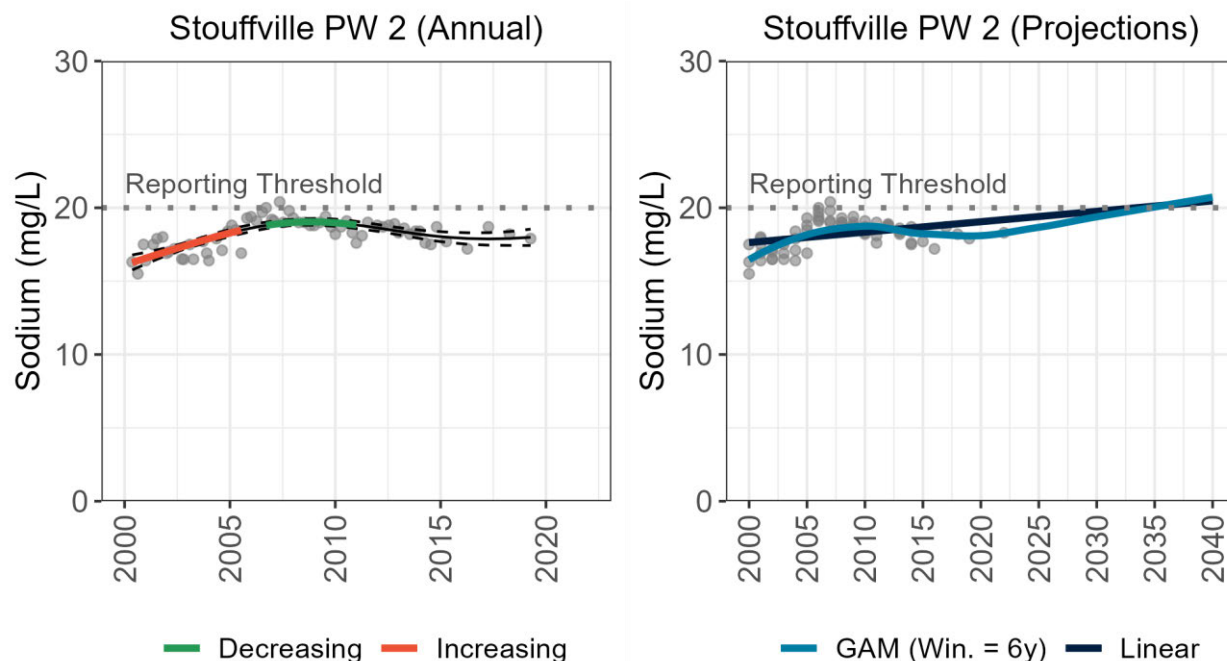 Stouffville PW 2 (Annual)
Sodium (mg/L)
30
20
10
0
Reporting Threshold
2000
2005
2010
2015
2020
Decreasing
Increasing
Stouffville PW 2 (Projections)
Sodium (mg/L)
30
20
10
0
Reporting Threshold
2000
2005
2010
2015
2020
2025
2030
2035
2040
GAM (Win. = 6y)
Linear